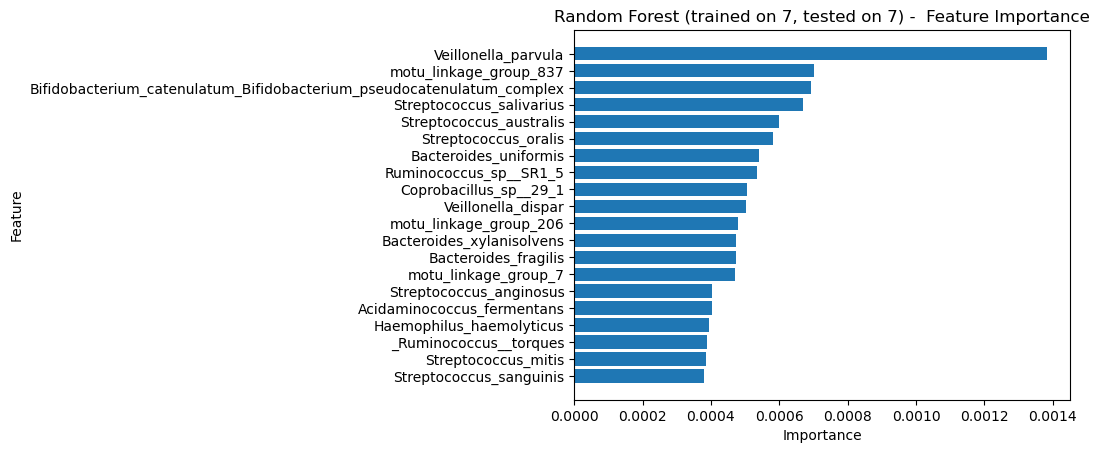 Random Forest (trained on 7, tested on 7) -  Feature Importance
Veillonella_parvula
motu_linkage_group_837
Bifidobacterium_catenulatum_Bifidobacterium_pseudocatenulatum_complex
Streptococcus_salivarius
Streptococcus_australis
Streptococcus_oralis
Bacteroides_uniformis
Ruminococcus_sp__SR1_5
Coprobacillus_sp__29_1
Veillonella_dispar
motu_linkage_group_206
Bacteroides_xylanisolvens
Bacteroides_fragilis
motu_linkage_group_7
Streptococcus_anginosus
Acidaminococcus_fermentans
Haemophilus_haemolyticus
_Ruminococcus__torques
Streptococcus_mitis
Streptococcus_sanguinis
Feature
0.0000 0.0002 0.0004 0.0006 0.0008 0.0010 0.0012 0.0014
Importance